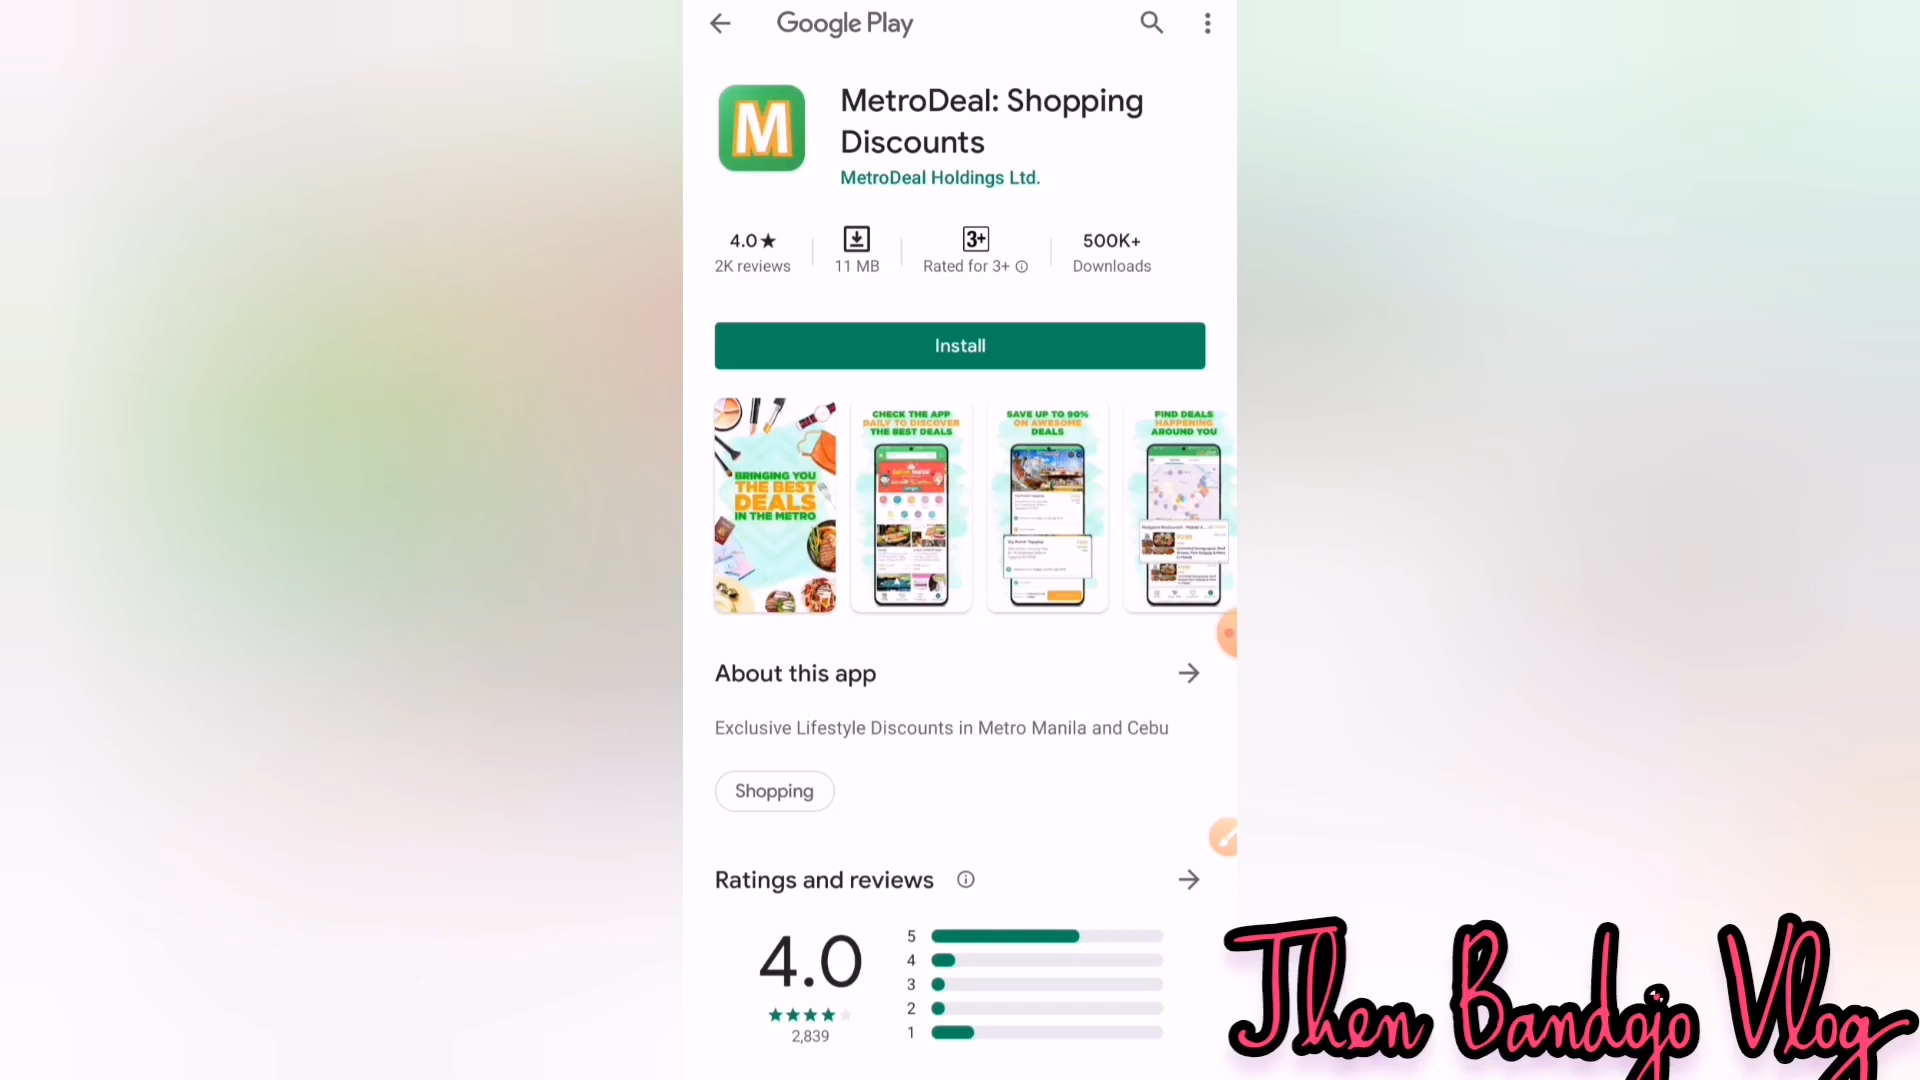 Google Play
M
MetroDeal: Shopping
Discounts
MetroDeal Holdings Ltd.
4.0★
2K reviews
11 MB
3+
Rated for 3+
500K+
Downloads
Install
BRINGING YOU
THE BEST
DEALS
IN THE METRO
CHECK THE APP
DAILY TO DISCOVER
THE BEST DEALS
SAVE UP TO 90%
ON AWESOME
DEALS
FIND DEALS
HAPPENING
AROUND YOU
About this app
Exclusive Lifestyle Discounts in Metro Manila and Cebu
Shopping
Ratings and reviews
4.0
2,839
5
4
3
2
1
Jhen Bandojo Vlog